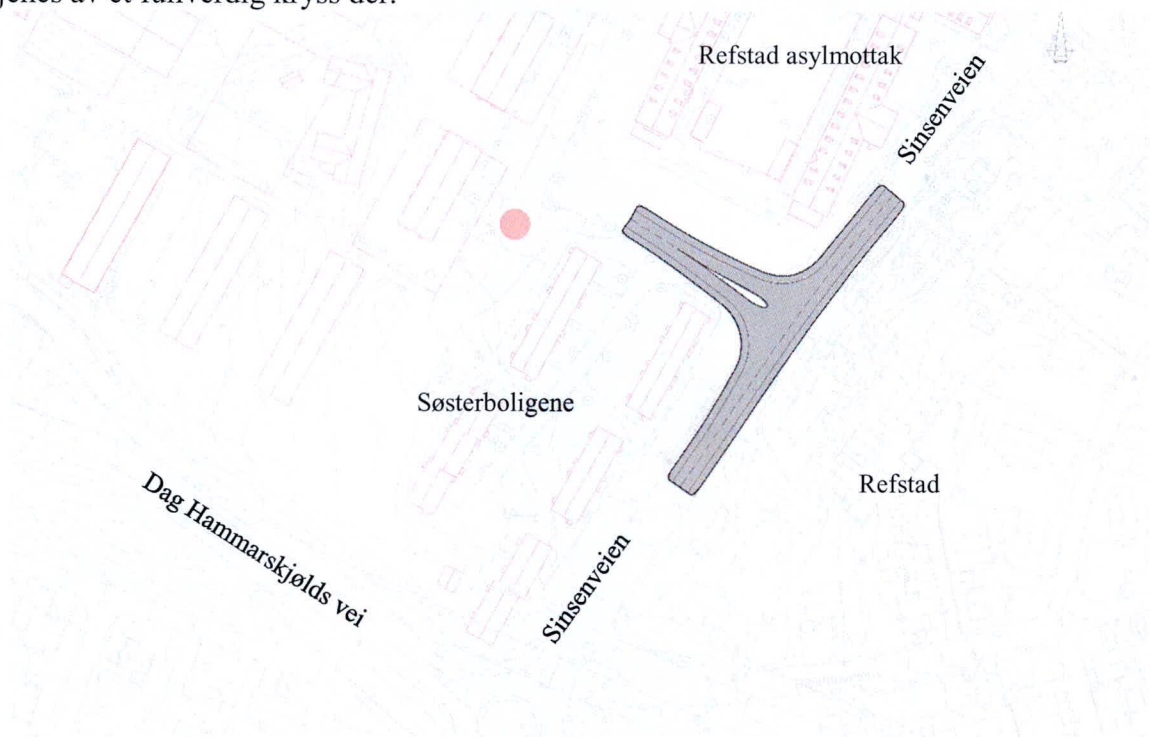 Refstad asylmottak
Sinsenveien
Søsterboligene
Refstad
Dag Hammarskjølds vei
Sinsenveien